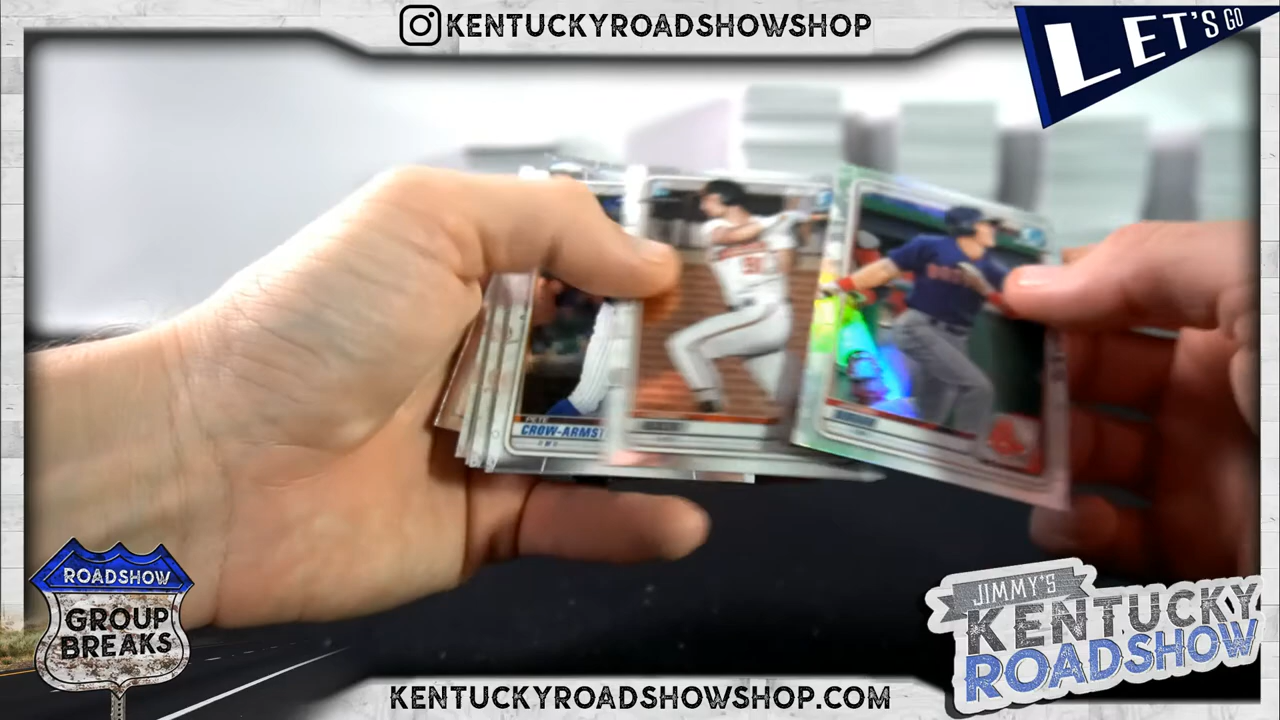 KENTUCKYROADSHOWSHOP
LET'S GO
CROW-ARMST
ROADSHOW
GROUP
BREAKS
JIMMY'S
KENTUCKY
ROADSHOW
KENTUCKYROADSHOWSHOP.COM